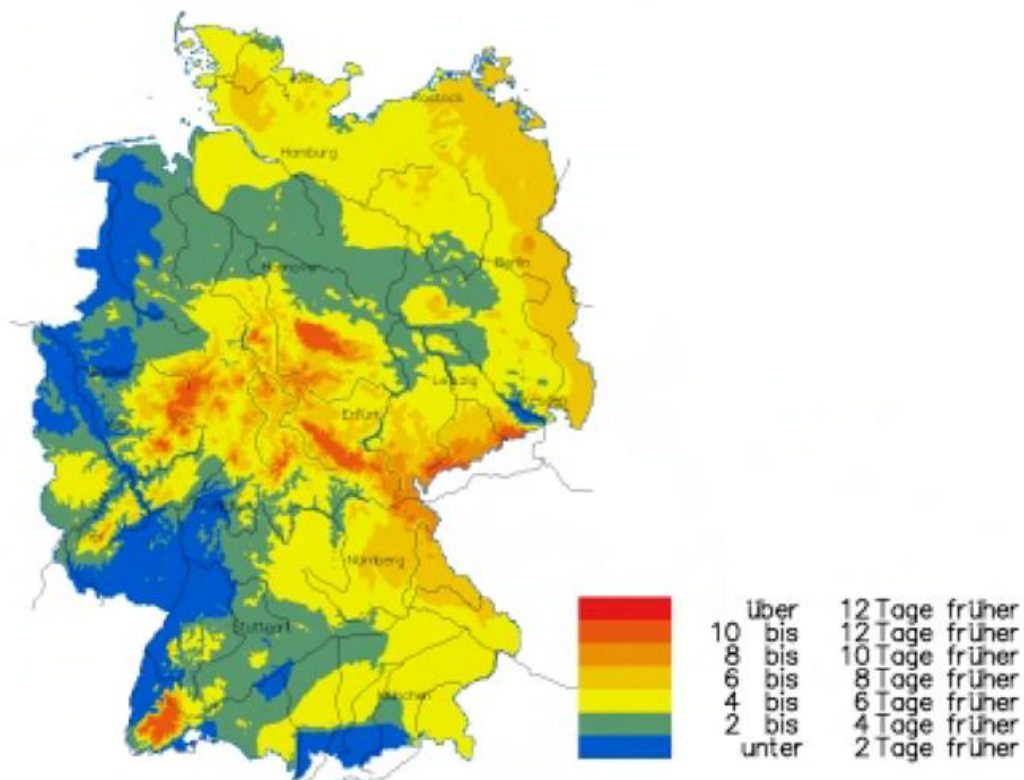 Rostock
Hamburg
Hannover
Berlin
Leipzig
Erfurt
Nürnberg
Stuttgart
über 12 Tage früher
10 bis 12 Tage früher
8 bis 10 Tage früher
6 bis 8 Tage früher
4 bis 6 Tage früher
2 bis 4 Tage früher
unter 2 Tage früher